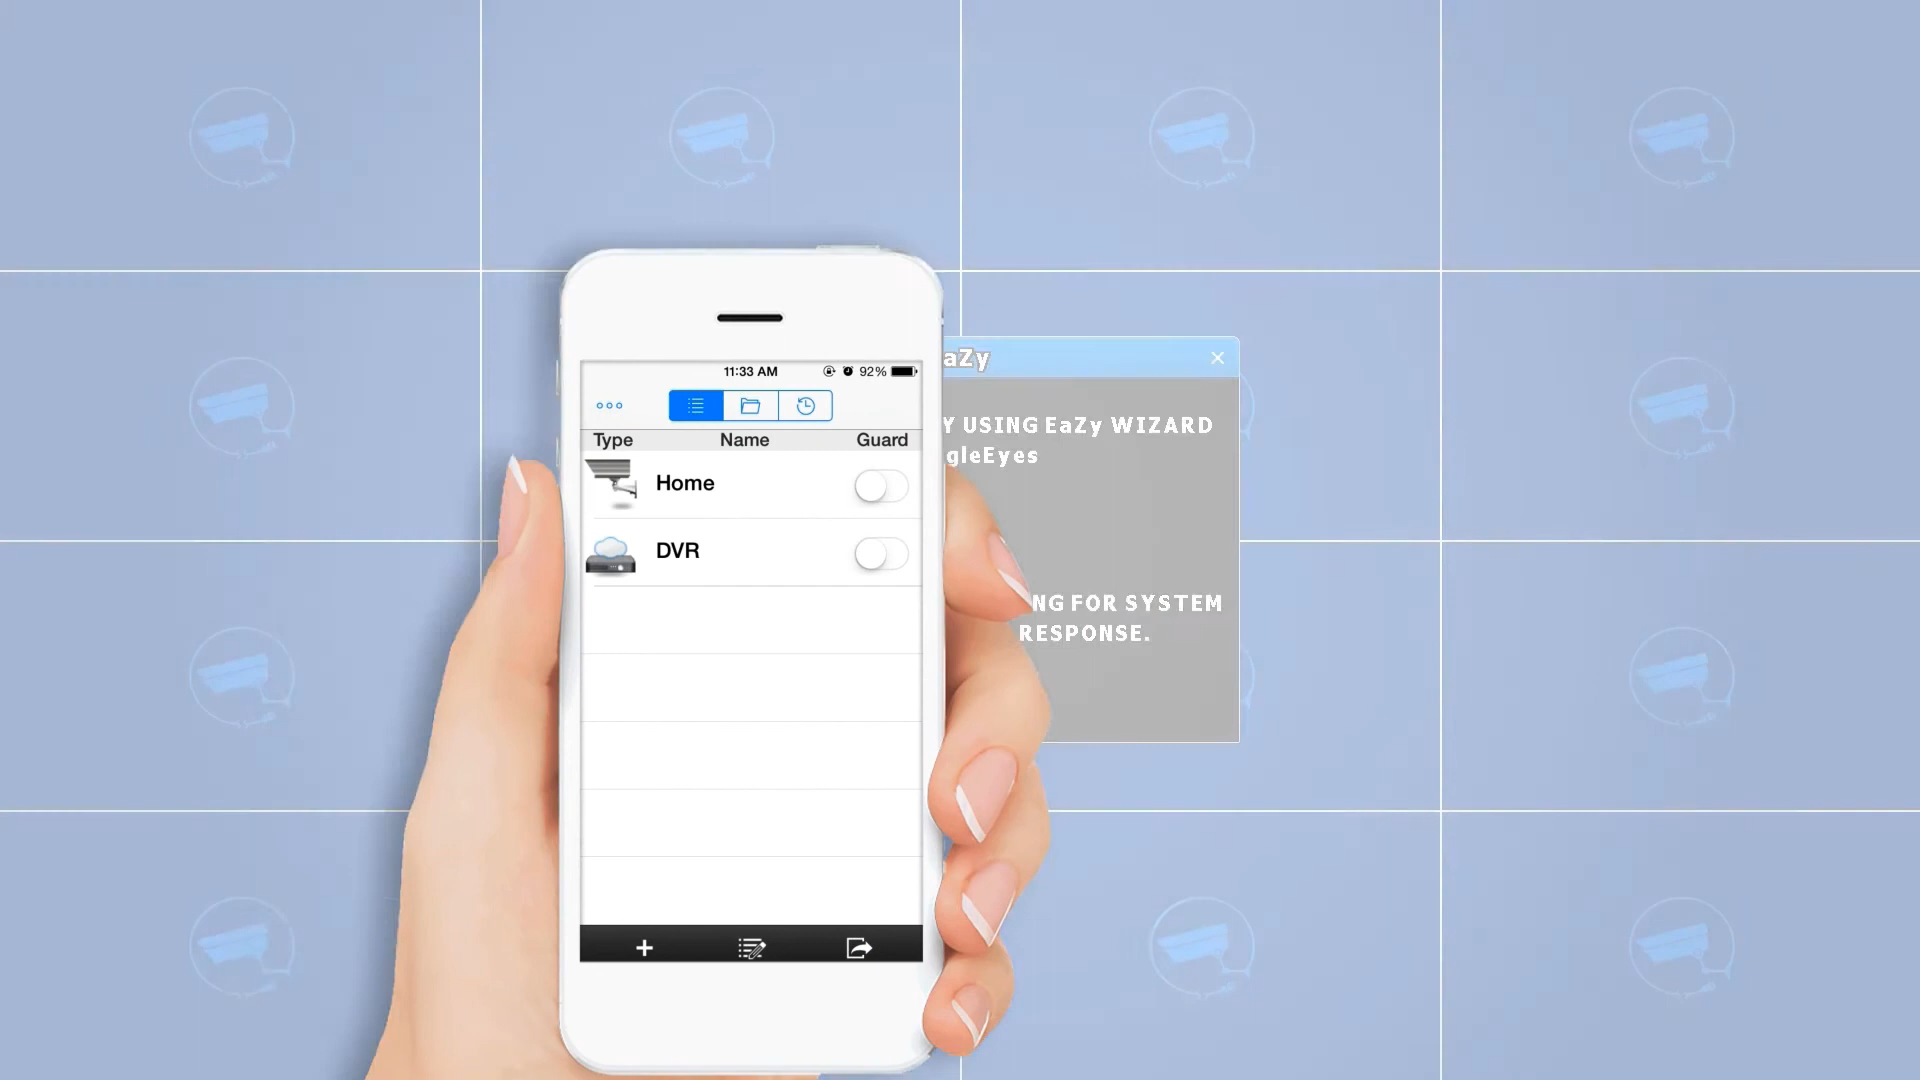 11:33 AM 92%
Type Name Guard
Home
DVR
aZy
Y USING EaZy WIZARD
gleEyes
NG FOR SYSTEM
RESPONSE.